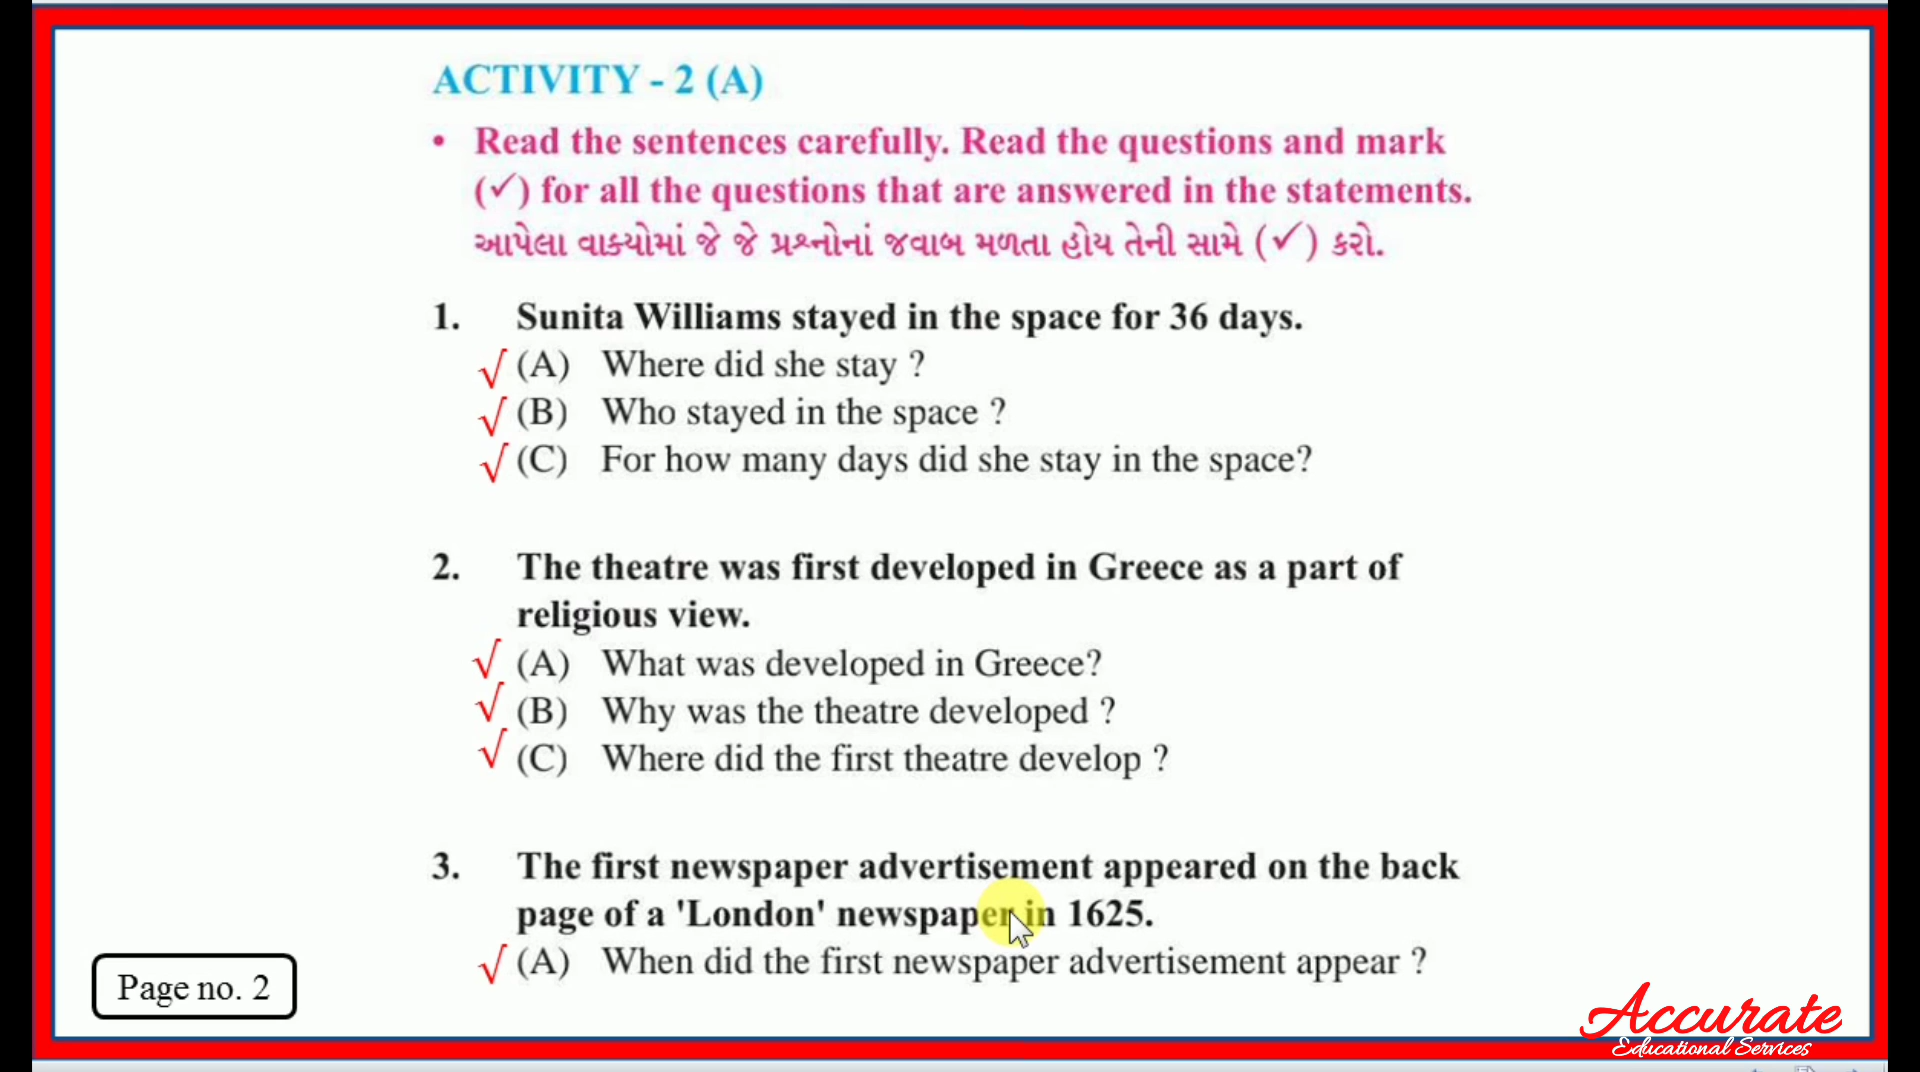 ACTIVITY - 2 (A)
• Read the sentences carefully. Read the questions and mark
(✓) for all the questions that are answered in the statements.
આપેલા વાક્યોમાં જે જે પ્રશ્નોનાં જવાબ મળતા હોય તેની સામે (✓) કરો.
1. Sunita Williams stayed in the space for 36 days.
√ (A) Where did she stay ?
√ (B) Who stayed in the space ?
√ (C) For how many days did she stay in the space?
2. The theatre was first developed in Greece as a part of
religious view.
√ (A) What was developed in Greece?
√ (B) Why was the theatre developed ?
√ (C) Where did the first theatre develop ?
3. The first newspaper advertisement appeared on the back
page of a 'London' newspaper in 1625.
√ (A) When did the first newspaper advertisement appear ?
Page no. 2
Accurate
Educational Services